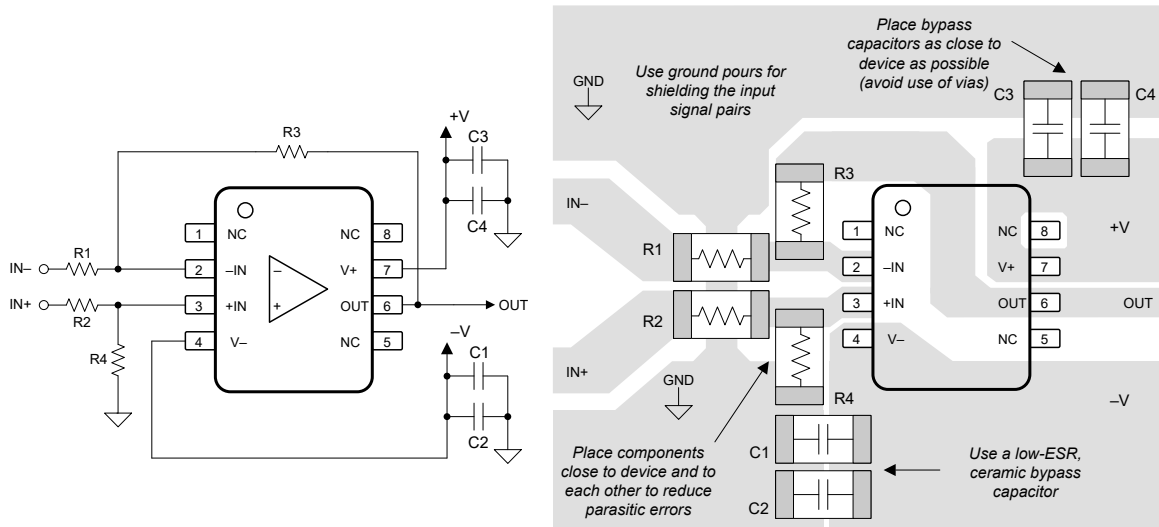 +V
C3
C4
R3
1
NC
NC
8
R1
IN–
2
–IN
–
V+
7
IN+
3
+IN
+
OUT
6
OUT
R2
4
V–
NC
5
R4
–V
C1
C2
Place bypass
capacitors as close to
device as possible
(avoid use of vias)
Use ground pours for
shielding the input
signal pairs
GND
C3
C4
R3
IN–
1
NC
NC
8
+V
R1
2
–IN
V+
7
3
+IN
OUT
6
OUT
R2
4
V–
NC
5
IN+
GND
R4
–V
Place components
close to device and to
each other to reduce
parasitic errors
C1
C2
Use a low-ESR,
ceramic bypass
capacitor